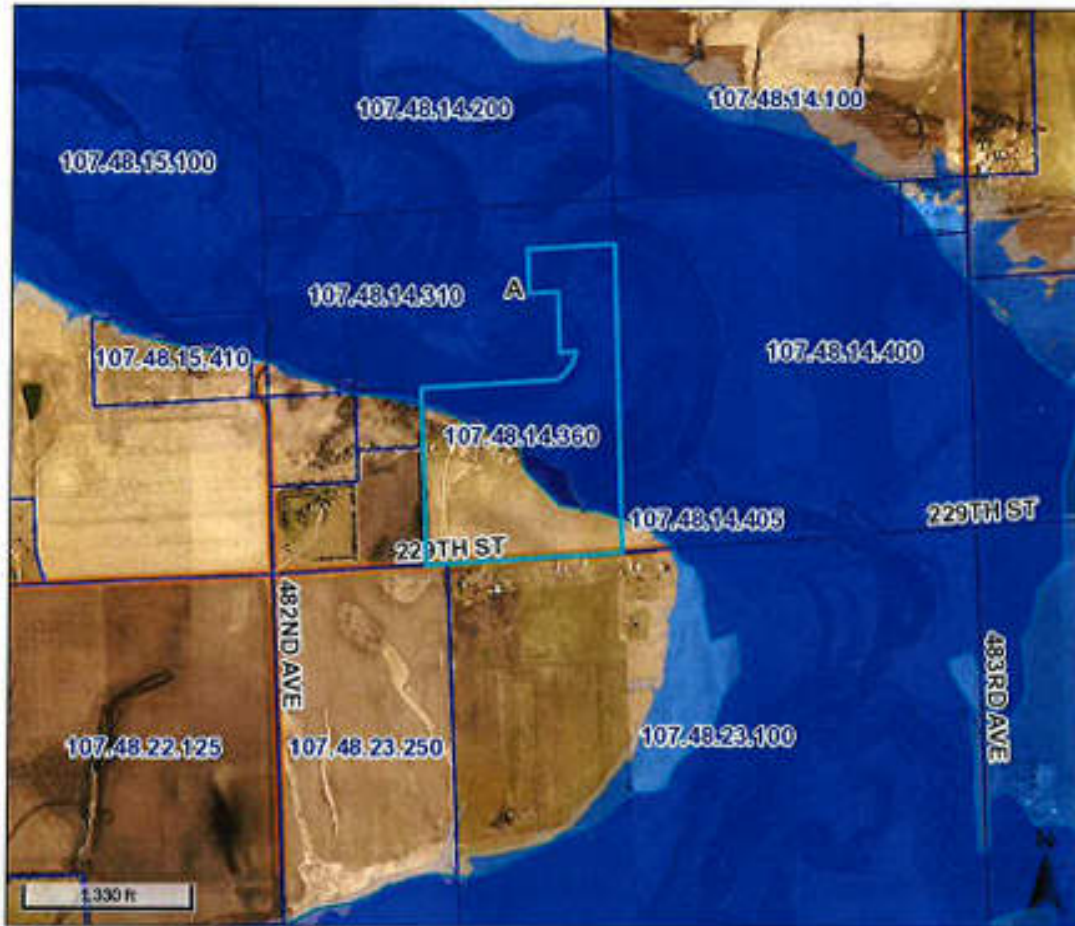 107.48.14.200
107.48.14.100
107.48.15.100
A
107.48.14.310
107.48.15.410
107.48.14.400
107.48.14.360
107.48.14.405
229TH ST
229TH ST
482ND AVE
483RD AVE
107.48.22.125
107.48.23.250
107.48.23.100
N
1,330 ft